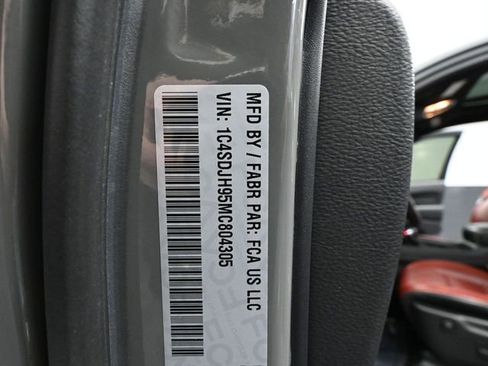 MFD BY / FABR PAR: FCA US LLC
VIN: 1C4SDJH95MC804305